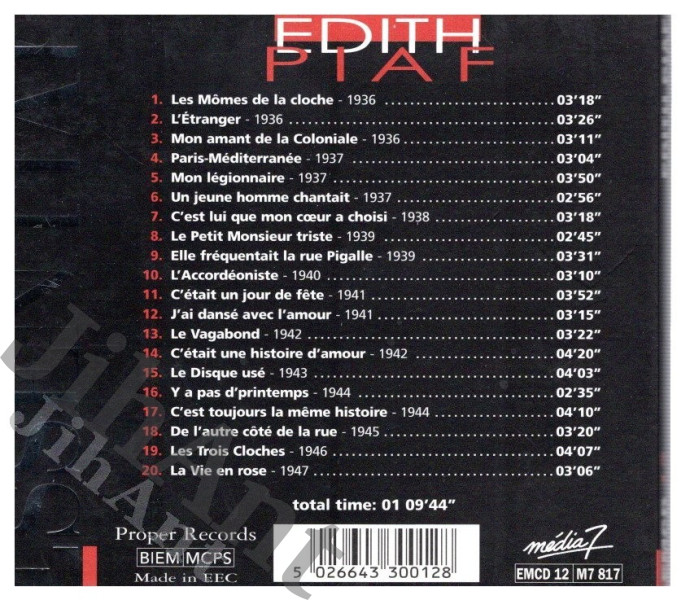 EDITH
PIAF
1. Les Mômes de la cloche - 1936 ........ 03'18"
2. L'Étranger - 1936 ........ 03'26"
3. Mon amant de la Coloniale - 1936 ........ 03'11"
4. Paris-Méditerranée - 1937 ........ 03'04"
5. Mon légionnaire - 1937 ........ 03'50"
6. Un jeune homme chantait - 1937 ........ 02'56"
7. C'est lui que mon cœur a choisi - 1938 ........ 03'18"
8. Le Petit Monsieur triste - 1939 ........ 02'45"
9. Elle fréquentait la rue Pigalle - 1939 ........ 03'31"
10. L'Accordéoniste - 1940 ........ 03'10"
11. C'était un jour de fête - 1941 ........ 03'52"
12. J'ai dansé avec l'amour - 1941 ........ 03'15"
13. Le Vagabond - 1942 ........ 03'22"
14. C'était une histoire d'amour - 1942 ........ 04'20"
15. Le Disque usé - 1943 ........ 04'03"
16. Y a pas d'printemps - 1944 ........ 02'35"
17. C'est toujours la même histoire - 1944 ........ 04'10"
18. De l'autre côté de la rue - 1945 ........ 03'20"
19. Les Trois Cloches - 1946 ........ 04'07"
20. La Vie en rose - 1947 ........ 03'06"
total time: 01 09'44"
Proper Records
BIEM MCPS
Made in EEC
5 026643 300128
média 7
EMCD 12 M7 817
JihAnt
JihAnt